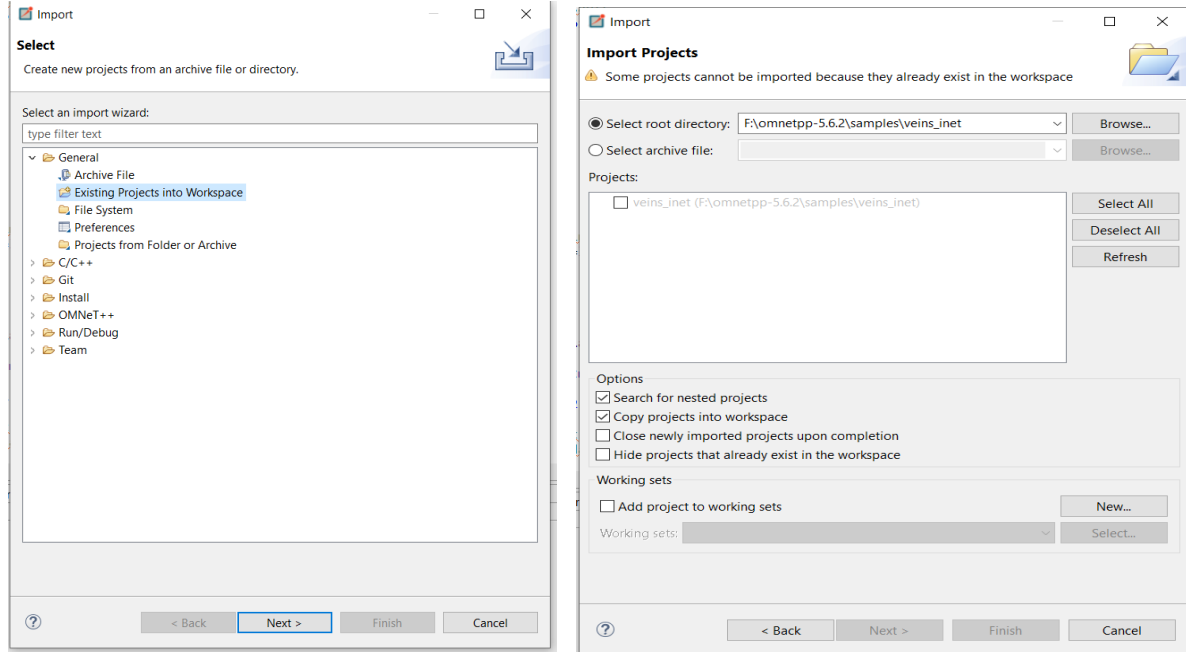 Import
Select
Create new projects from an archive file or directory.
Select an import wizard:
type filter text
General
Archive File
Existing Projects into Workspace
File System
Preferences
Projects from Folder or Archive
C/C++
Git
Install
OMNeT++
Run/Debug
Team
< Back
Next >
Finish
Cancel
Import
Import Projects
Some projects cannot be imported because they already exist in the workspace
Select root directory: F:\omnetpp-5.6.2\samples\veins_inet Browse...
Select archive file: Browse...
Projects:
veins_inet (F:\omnetpp-5.6.2\samples\veins_inet)
Select All
Deselect All
Refresh
Options
Search for nested projects
Copy projects into workspace
Close newly imported projects upon completion
Hide projects that already exist in the workspace
Working sets
Add project to working sets New...
Working sets: Select...
< Back
Next >
Finish
Cancel